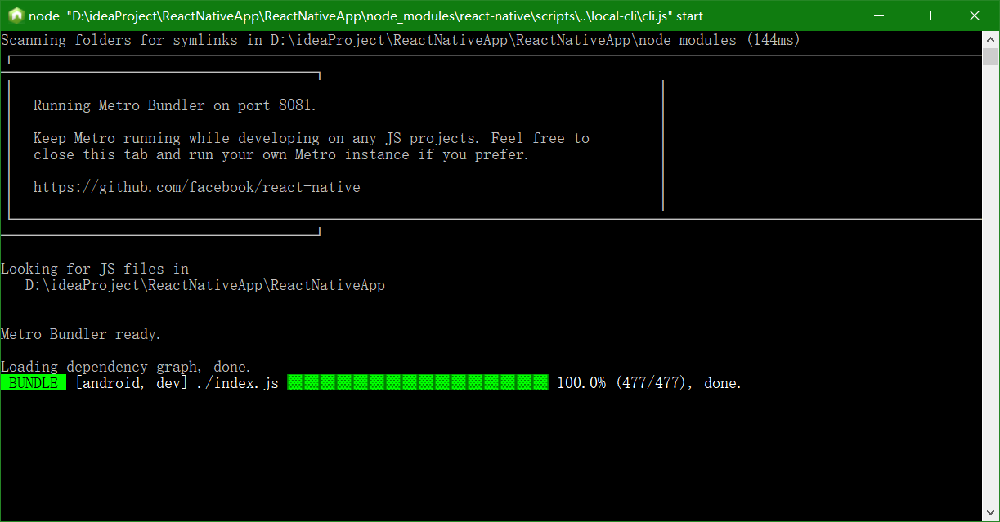 node "D:\ideaProject\ReactNativeApp\ReactNativeApp\node_modules\react-native\scripts\..\local-cli\cli.js" start
Scanning folders for symlinks in D:\ideaProject\ReactNativeApp\ReactNativeApp\node_modules (144ms)
Running Metro Bundler on port 8081.
Keep Metro running while developing on any JS projects. Feel free to
close this tab and run your own Metro instance if you prefer.
https://github.com/facebook/react-native
Looking for JS files in
D:\ideaProject\ReactNativeApp\ReactNativeApp
Metro Bundler ready.
Loading dependency graph, done.
BUNDLE [android, dev] ./index.js 100.0% (477/477), done.